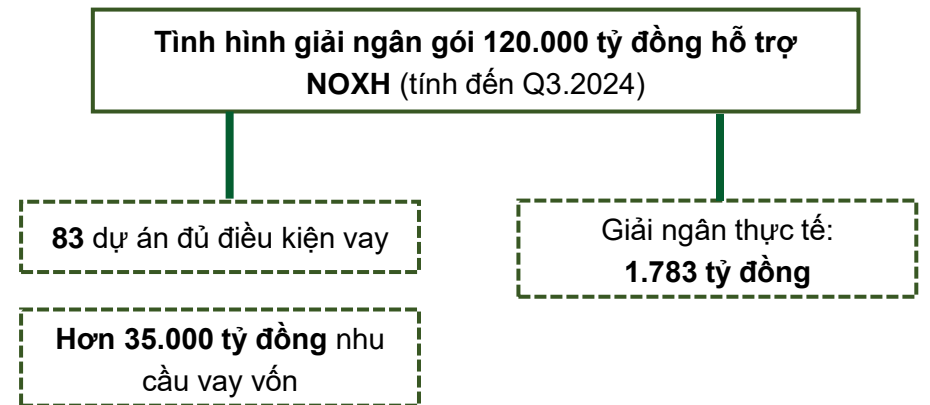 Tình hình giải ngân gói 120.000 tỷ đồng hỗ trợ
NOXH (tính đến Q3.2024)
83 dự án đủ điều kiện vay
Giải ngân thực tế:
1.783 tỷ đồng
Hơn 35.000 tỷ đồng nhu
cầu vay vốn